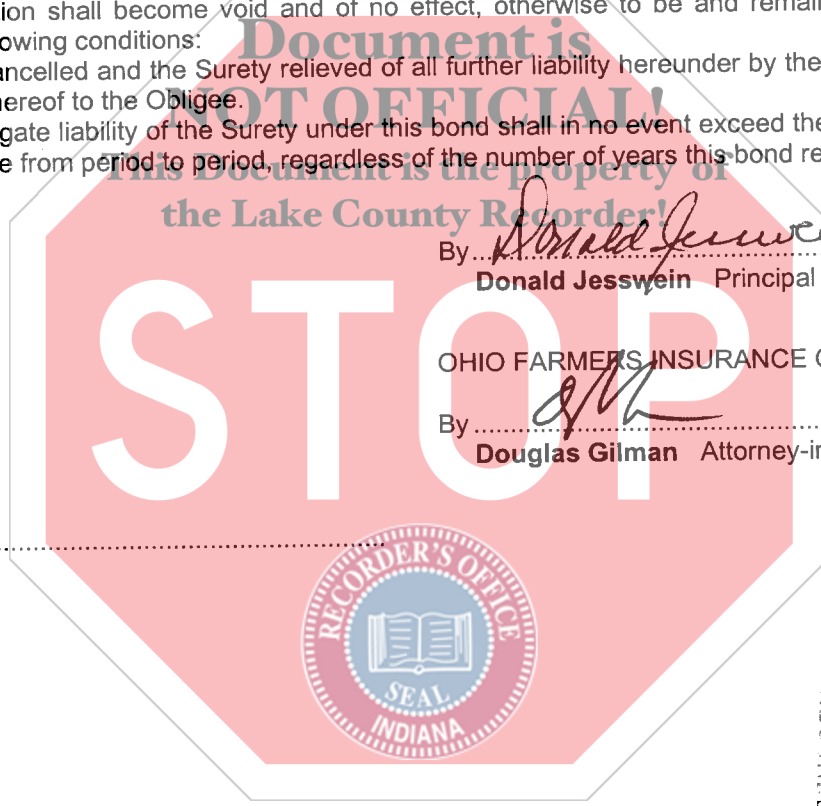 ion shall become void and of no effect, otherwise to be and remai
owing conditions:
Document is
ancelled and the Surety relieved of all further liability hereunder by the
ereof to the Obligee.
NOT OFFICIAL!
gate liability of the Surety under this bond shall in no event exceed the
e from period to period, regardless of the number of years this bond re
This Document is the property of
the Lake County Recorder!
By Donald Jesswe
Donald Jesswein Principal
STOP
OHIO FARMERS INSURANCE
By
Douglas Gilman Attorney-in
RECORDER'S OFFICE
SEAL
INDIANA